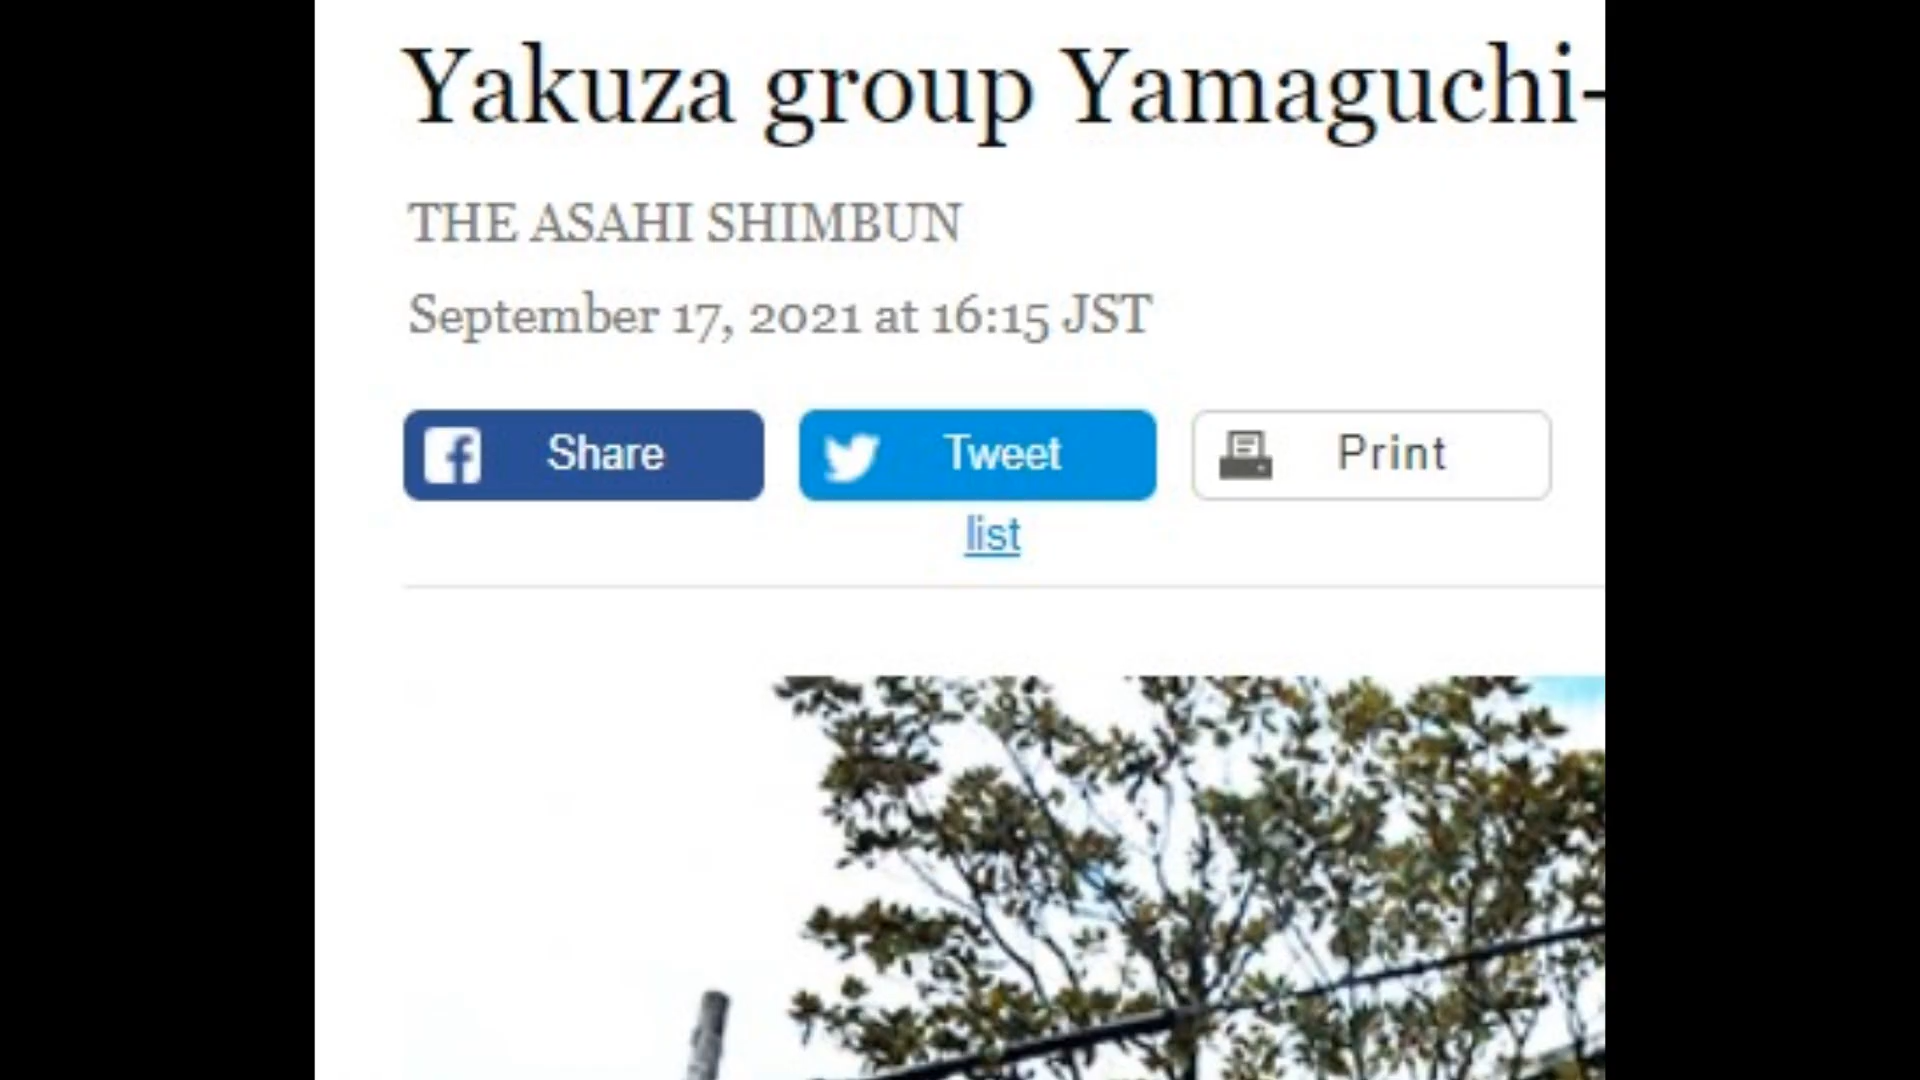 Yakuza group Yamaguchi-
THE ASAHI SHIMBUN
September 17, 2021 at 16:15 JST
Share Tweet Print
list